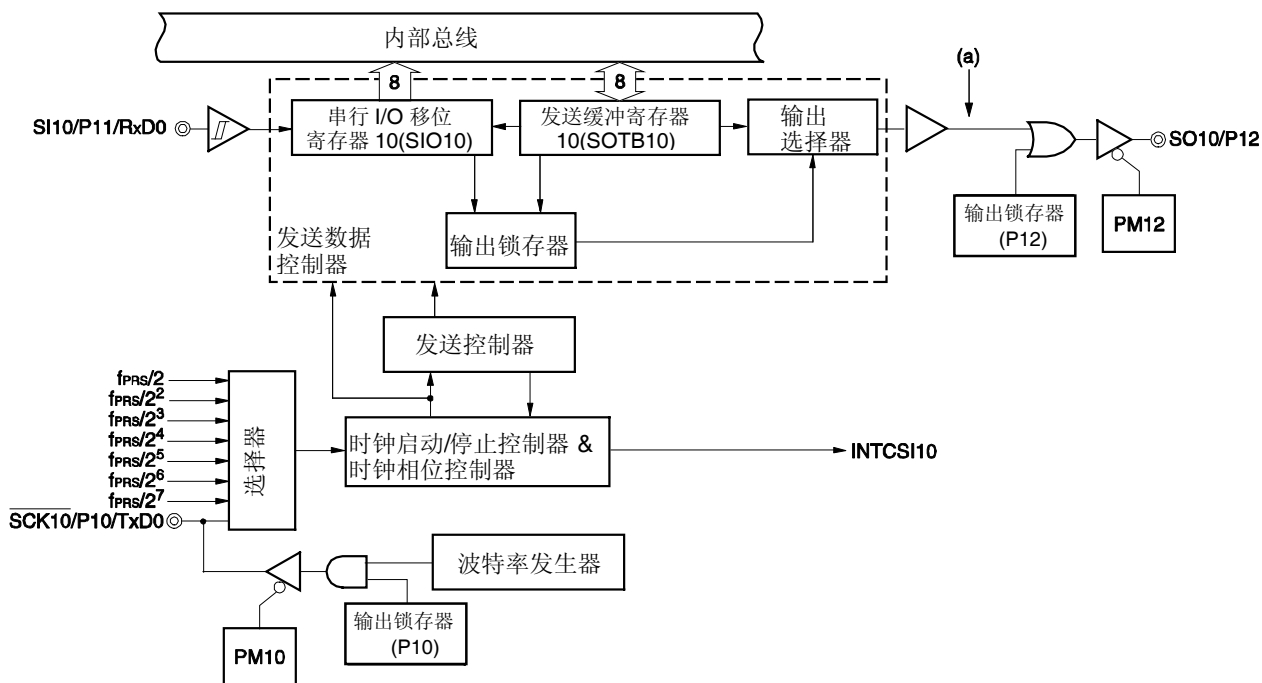 内部总线
(a)
8
8
SI10/P11/RxD0
串行 I/O 移位
寄存器 10(SIO10)
发送缓冲寄存器
10(SOTB10)
输出
选择器
SO10/P12
输出锁存器
(P12)
PM12
发送数据
控制器
输出锁存器
发送控制器
fPRS/2
fPRS/2²
fPRS/2³
fPRS/2⁴
fPRS/2⁵
fPRS/2⁶
fPRS/2⁷
SCK10/P10/TxD0
选择器
时钟启动/停止控制器 &
时钟相位控制器
INTCSI10
波特率发生器
输出锁存器
(P10)
PM10